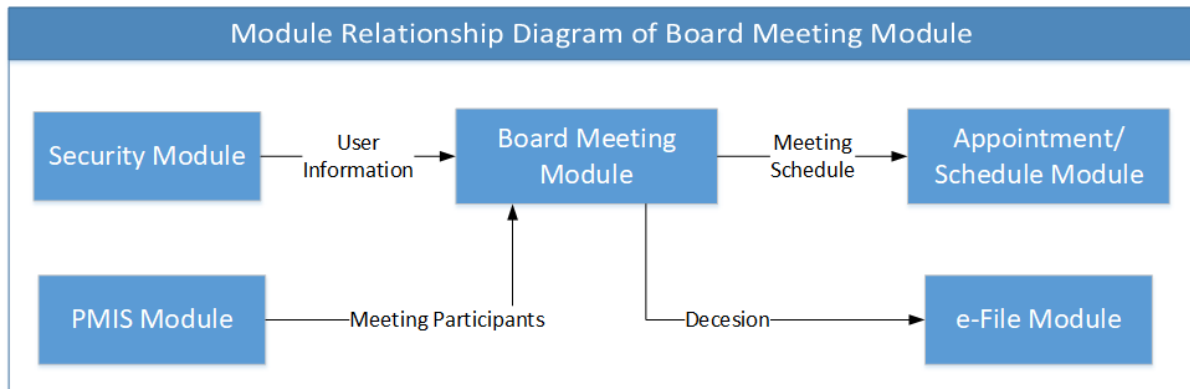 Module Relationship Diagram of Board Meeting Module
Security Module
User
Information
Board Meeting
Module
Meeting
Schedule
Appointment/
Schedule Module
PMIS Module
Meeting Participants
Decesion
e-File Module